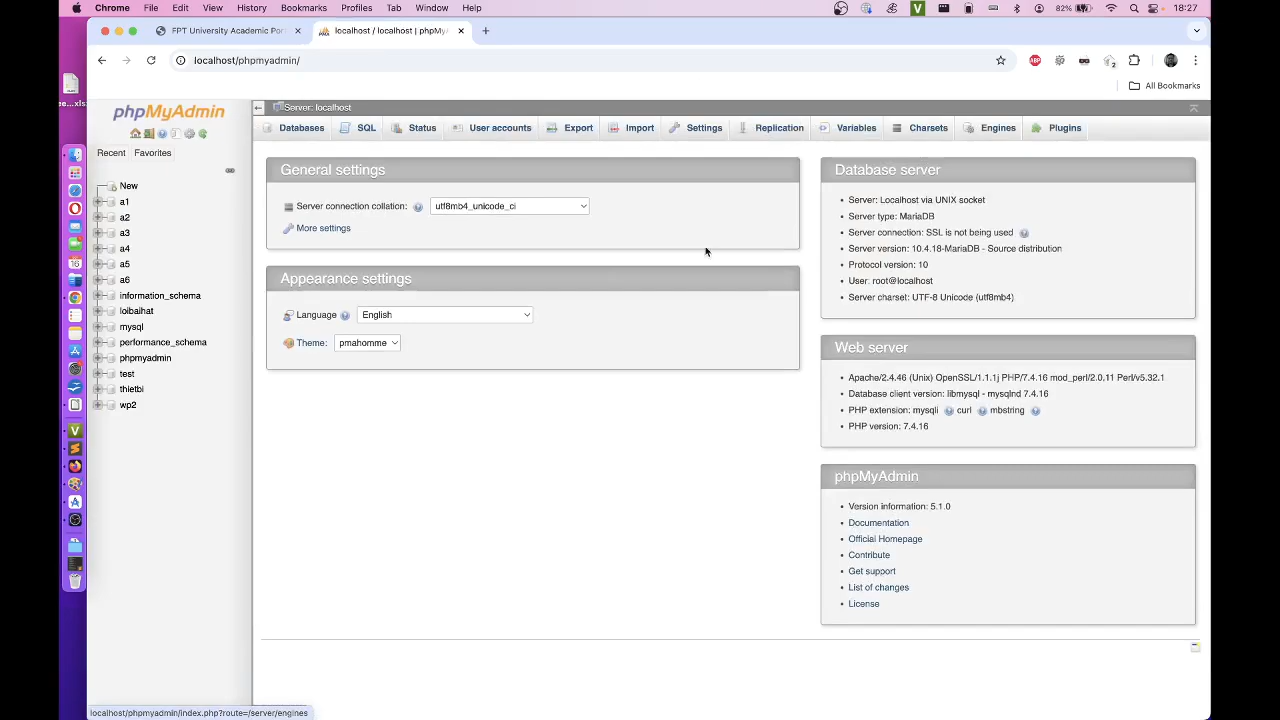 Chrome File Edit View History Bookmarks Profiles Tab Window Help 82% 18:27
FPT University Academic Por
localhost / localhost | phpMy
localhost/phpmyadmin/
All Bookmarks
phpMyAdmin
Recent Favorites
New
a1
a2
a3
a4
a5
a6
information_schema
loibaihat
mysql
performance_schema
phpmyadmin
test
thietbi
wp2
Server: localhost
Databases SQL Status User accounts Export Import Settings Replication Variables Charsets Engines Plugins
General settings
Server connection collation: utf8mb4_unicode_ci
More settings
Appearance settings
Language English
Theme: pmahomme
Database server
Server: Localhost via UNIX socket
Server type: MariaDB
Server connection: SSL is not being used
Server version: 10.4.18-MariaDB - Source distribution
Protocol version: 10
User: root@localhost
Server charset: UTF-8 Unicode (utf8mb4)
Web server
Apache/2.4.46 (Unix) OpenSSL/1.1.1j PHP/7.4.16 mod_perl/2.0.11 Perl/v5.32.1
Database client version: libmysql - mysqlnd 7.4.16
PHP extension: mysqli curl mbstring
PHP version: 7.4.16
phpMyAdmin
Version information: 5.1.0
Documentation
Official Homepage
Contribute
Get support
List of changes
License
localhost/phpmyadmin/index.php?route=/server/engines